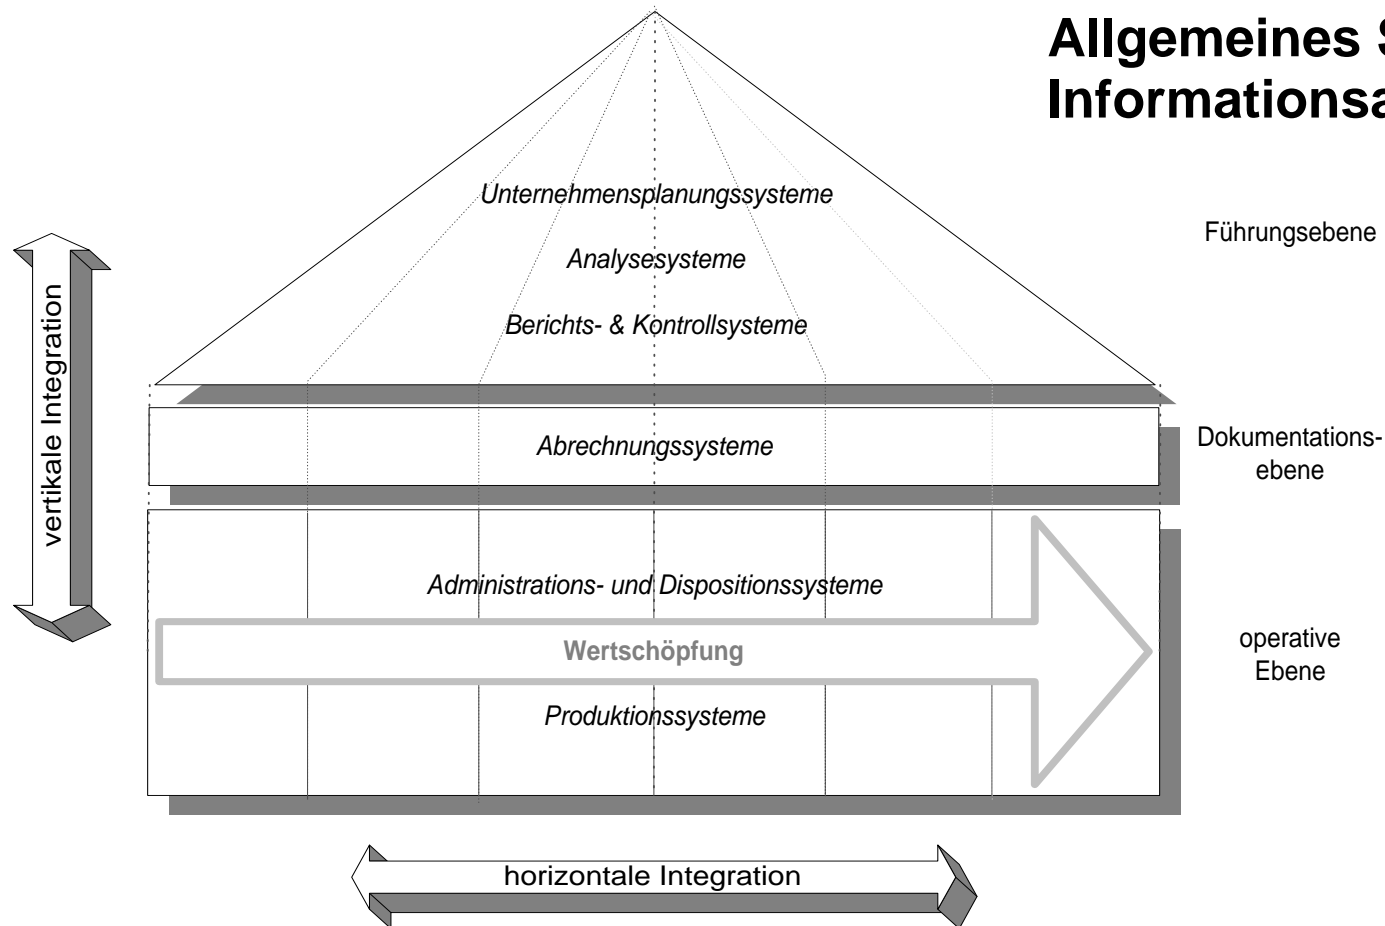 Allgemeines S
Informationsa
Unternehmensplanungssysteme
Führungsebene
Analysesysteme
Berichts- & Kontrollsysteme
vertikale Integration
Abrechnungssysteme
Dokumentations-
ebene
Administrations- und Dispositionssysteme
Wertschöpfung
operative
Ebene
Produktionssysteme
horizontale Integration